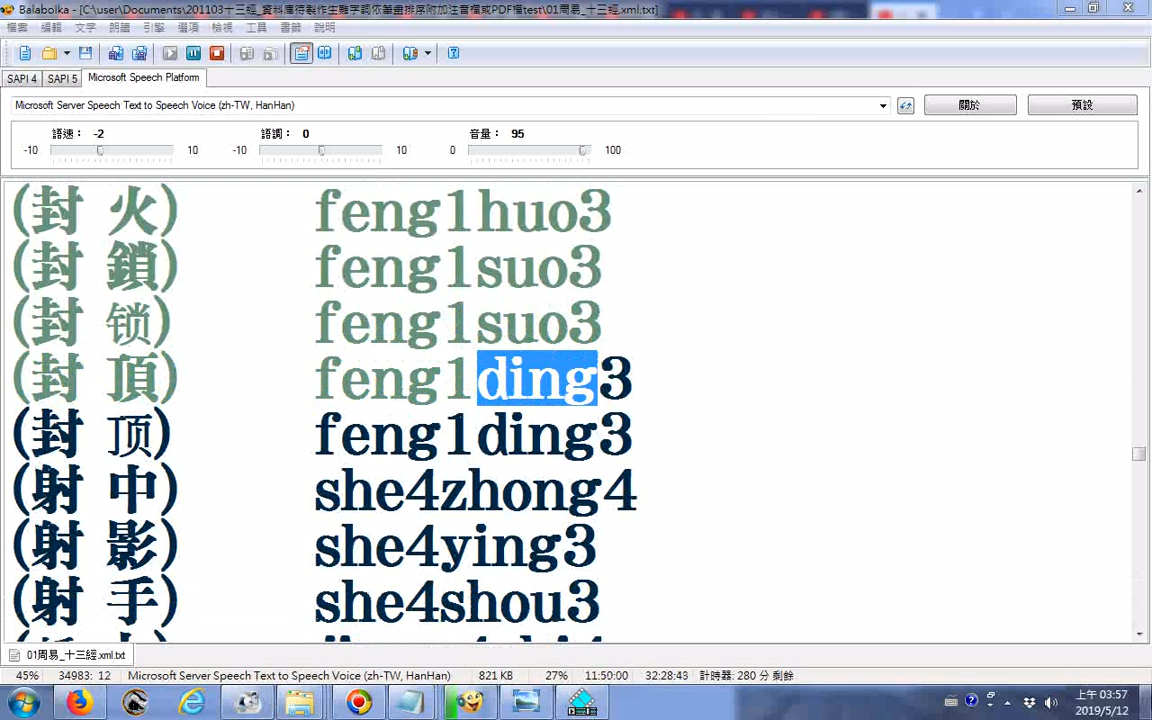 Balabolka - [C:\user\Documents\201103十三經_資料庫待製作生難字詞依筆畫排序附加注音檔或PDF檔test\01周易_十三經.xml.txt]
檔案 編輯 文字 朗讀 引擎 選項 檢視 工具 書籤 說明
SAPI 4 SAPI 5 Microsoft Speech Platform
Microsoft Server Speech Text to Speech Voice (zh-TW, HanHan) 關於 預設
語速： -2 語調： 0 音量： 95
-10 10 -10 10 0 100
(封 火) feng1huo3
(封 鎖) feng1suo3
(封 锁) feng1suo3
(封 頂) feng1ding3
(封 顶) feng1ding3
(射 中) she4zhong4
(射 影) she4ying3
(射 手) she4shou3
01周易_十三經.xml.txt
45% 34983: 12 Microsoft Server Speech Text to Speech Voice (zh-TW, HanHan) 821 KB 27% 11:50:00 32:28:43 計時器: 280 分 剩餘
上午 03:57
2019/5/12